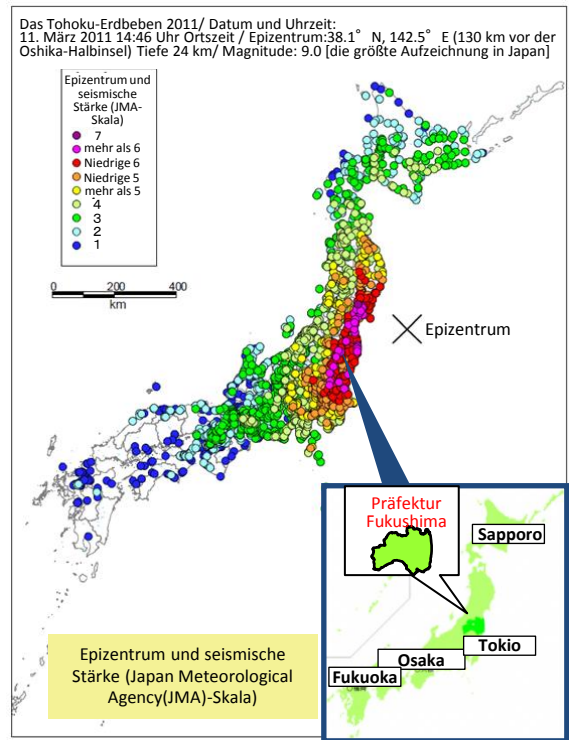 Das Tohoku-Erdbeben 2011/ Datum und Uhrzeit:
11. März 2011 14:46 Uhr Ortszeit / Epizentrum:38.1° N, 142.5° E (130 km vor der
Oshika-Halbinsel) Tiefe 24 km/ Magnitude: 9.0 [die größte Aufzeichnung in Japan]
Epizentrum und
seismische
Stärke (JMA-
Skala)
7
mehr als 6
Niedrige 6
Niedrige 5
mehr als 5
4
3
2
1
0 200 400
km
Epizentrum
Präfektur
Fukushima
Sapporo
Tokio
Osaka
Fukuoka
Epizentrum und seismische
Stärke (Japan Meteorological
Agency(JMA)-Skala)